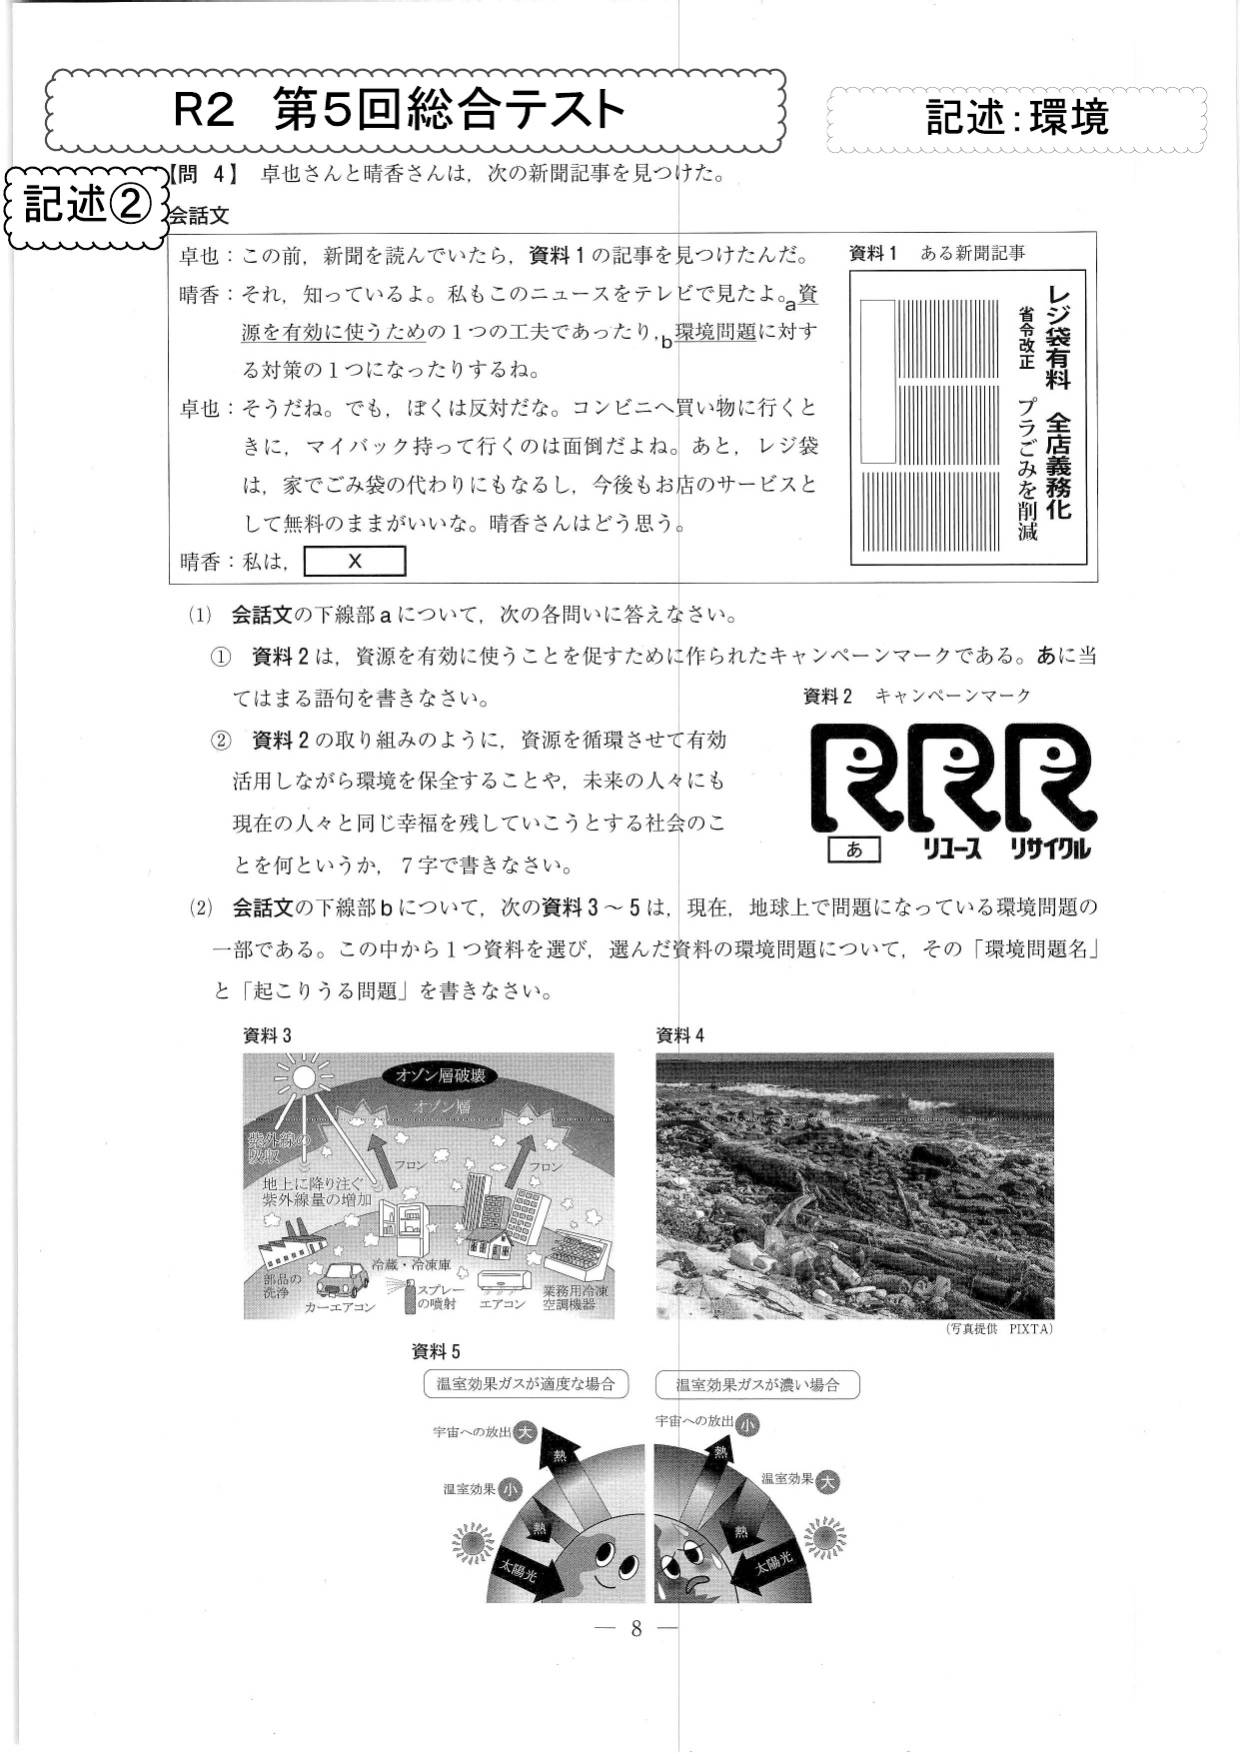 R2 第5回総合テスト
記述:環境
記述②
【問 4】 卓也さんと晴香さんは，次の新聞記事を見つけた。
会話文
卓也：この前，新聞を読んでいたら，資料1の記事を見つけたんだ。
晴香：それ，知っているよ。私もこのニュースをテレビで見たよ。a資
源を有効に使うための1つの工夫であったり，b環境問題に対す
る対策の1つになったりするね。
卓也：そうだね。でも，ぼくは反対だな。コンビニへ買い物に行くと
きに，マイバック持って行くのは面倒だよね。あと，レジ袋
は，家でごみ袋の代わりにもなるし，今後もお店のサービスと
して無料のままがいいな。晴香さんはどう思う。
晴香：私は，X
資料1 ある新聞記事
レジ袋有料 全店義務化
省令改正 プラごみを削減
(1) 会話文の下線部aについて，次の各問いに答えなさい。
① 資料2は，資源を有効に使うことを促すために作られたキャンペーンマークである。あに当
てはまる語句を書きなさい。
② 資料2の取り組みのように，資源を循環させて有効
活用しながら環境を保全することや，未来の人々にも
現在の人々と同じ幸福を残していこうとする社会のこ
とを何というか，7字で書きなさい。
資料2 キャンペーンマーク
RRR
あ リユース リサイクル
(2) 会話文の下線部bについて，次の資料3～5は，現在，地球上で問題になっている環境問題の
一部である。この中から1つ資料を選び，選んだ資料の環境問題について，その「環境問題名」
と「起こりうる問題」を書きなさい。
資料3
オゾン層破壊
オゾン層
紫外線の
吸収
フロン
フロン
地上に降り注ぐ
紫外線量の増加
冷蔵・冷凍庫
部品の
洗浄
カーエアコン
スプレー
の噴射
エアコン
業務用冷凍
空調機器
資料4
(写真提供 PIXTA)
資料5
温室効果ガスが適度な場合
宇宙への放出 大
熱
温室効果 小
熱
太陽光
温室効果ガスが濃い場合
宇宙への放出 小
熱
温室効果 大
熱
太陽光
― 8 ―